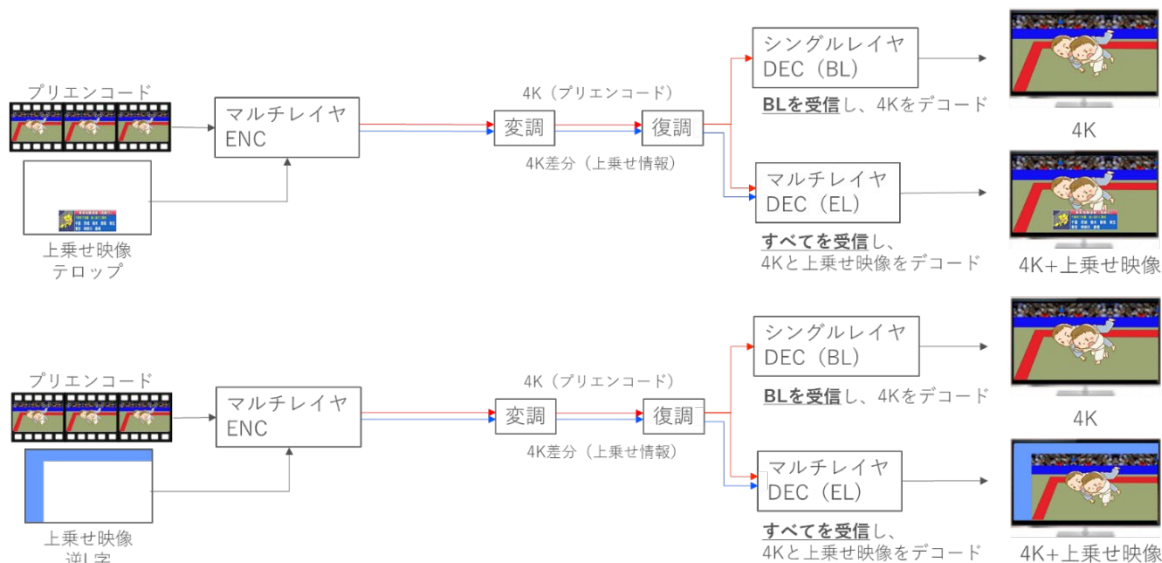 プリエンコード
マルチレイヤ
ENC
4K（プリエンコード）
変調
復調
4K差分（上乗せ情報）
シングルレイヤ
DEC（BL）
BLを受信し、4Kをデコード
4K
上乗せ映像
テロップ
マルチレイヤ
DEC（EL）
すべてを受信し、
4Kと上乗せ映像をデコード
4K+上乗せ映像
プリエンコード
マルチレイヤ
ENC
4K（プリエンコード）
変調
復調
4K差分（上乗せ情報）
シングルレイヤ
DEC（BL）
BLを受信し、4Kをデコード
4K
上乗せ映像
逆L字
マルチレイヤ
DEC（EL）
すべてを受信し、
4Kと上乗せ映像をデコード
4K+上乗せ映像